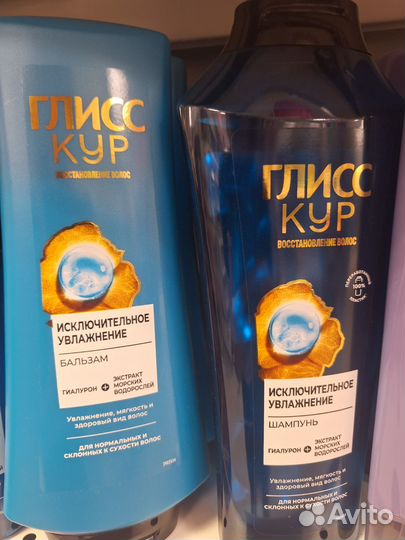 ГЛИСС
КУР
ВОССТАНОВЛЕНИЕ ВОЛОС
ИСКЛЮЧИТЕЛЬНОЕ
УВЛАЖНЕНИЕ
БАЛЬЗАМ
ГИАЛУРОН + ЭКСТРАКТ
МОРСКИХ
ВОДОРОСЛЕЙ
Увлажнение, мягкость и
здоровый вид волос
ДЛЯ НОРМАЛЬНЫХ И
СКЛОННЫХ К СУХОСТИ ВОЛОС
ГЛИСС
КУР
ВОССТАНОВЛЕНИЕ ВОЛОС
100%
ПЛАСТИК
ИСКЛЮЧИТЕЛЬНОЕ
УВЛАЖНЕНИЕ
ШАМПУНЬ
ГИАЛУРОН + ЭКСТРАКТ
МОРСКИХ
ВОДОРОСЛЕЙ
Увлажнение, мягкость и
здоровый вид волос
ДЛЯ НОРМАЛЬНЫХ И
СКЛОННЫХ К СУХОСТИ ВОЛОС
Avito